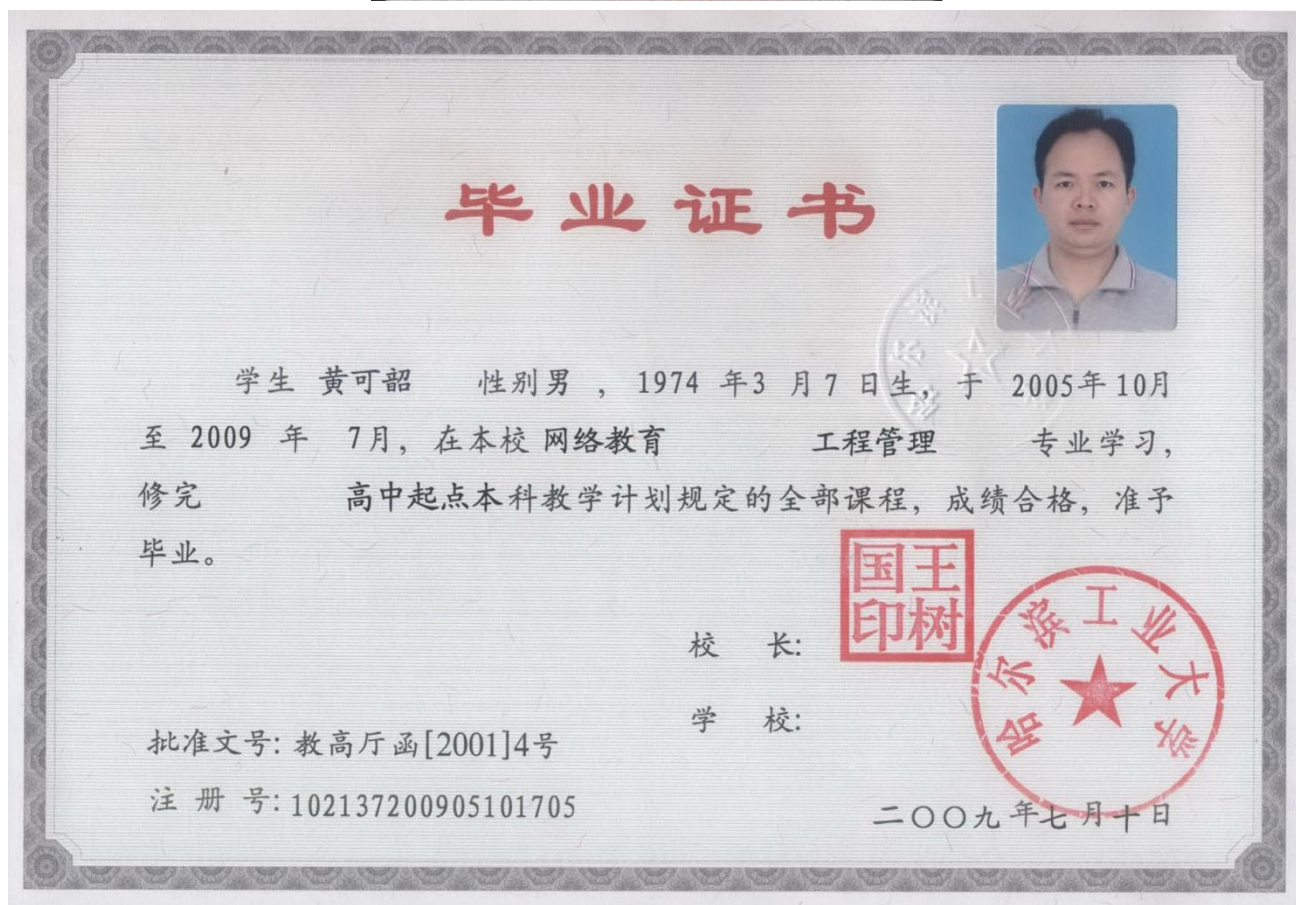 毕业证书
学生 黄可韶 性别男 , 1974 年3 月 7 日生, 于 2005年10月
至 2009 年 7月, 在本校 网络教育 工程管理 专业学习,
修完 高中起点本科教学计划规定的全部课程, 成绩合格, 准予
毕业。
国王
印树
校 长:
哈尔滨工业大学
学 校:
批准文号: 教高厅函[2001]4号
注 册 号: 102137200905101705
二〇〇九 年七 月十 日